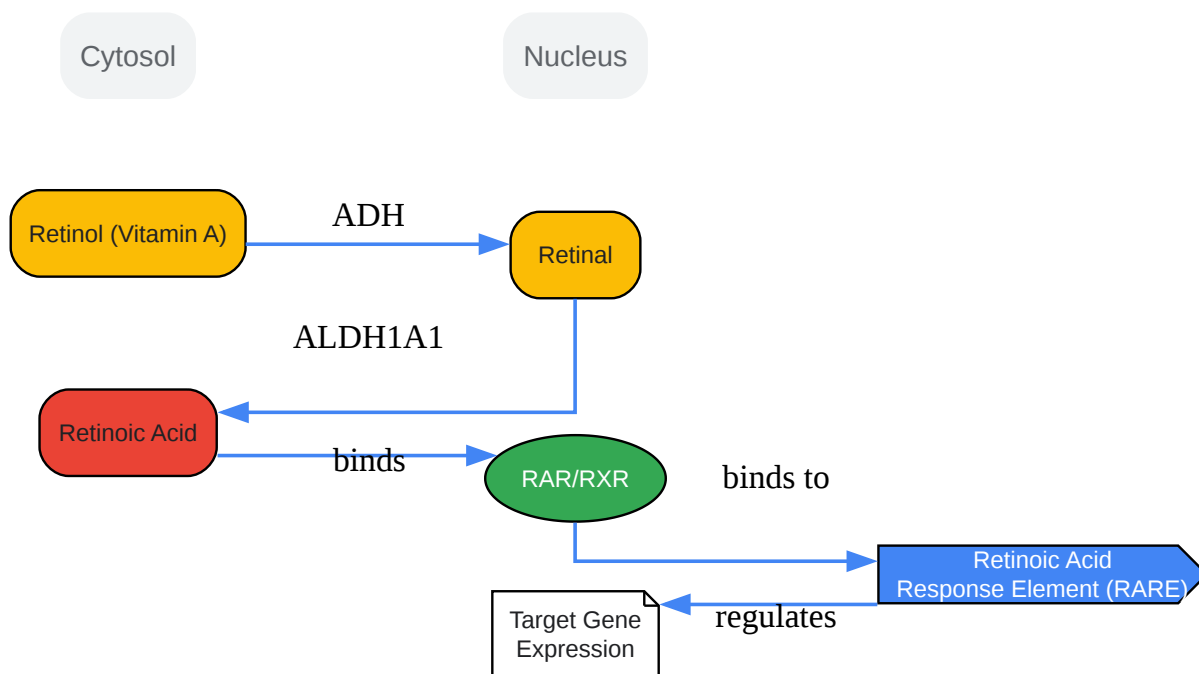 Cytosol
Nucleus
Retinol (Vitamin A)
ADH
Retinal
ALDH1A1
Retinoic Acid
binds
RAR/RXR
binds to
Retinoic Acid
Response Element (RARE)
Target Gene
Expression
regulates